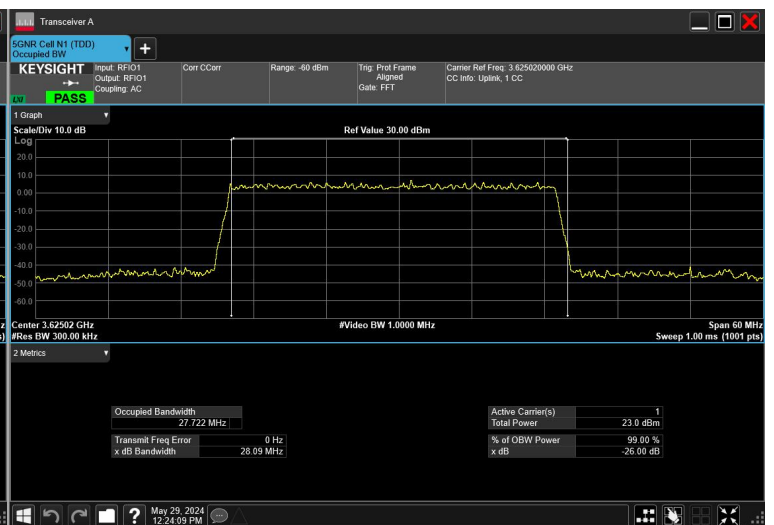 Transceiver A
5GNR Cell N1 (TDD)
Occupied BW
+
KEYSIGHT
Input: RFIO1
Output: RFIO1
Coupling: AC
Corr CCorr
Range: -60 dBm
Trig: Prot Frame
Aligned
Gate: FFT
Carrier Ref Freq: 3.625020000 GHz
CC Info: Uplink, 1 CC
LXI PASS
1 Graph
Scale/Div 10.0 dB
Ref Value 30.00 dBm
Log
20.0
10.0
0.00
-10.0
-20.0
-30.0
-40.0
-50.0
-60.0
Center 3.62502 GHz
#Video BW 1.0000 MHz
Span 60 MHz
#Res BW 300.00 kHz
Sweep 1.00 ms (1001 pts)
2 Metrics
Occupied Bandwidth
27.722 MHz
Transmit Freq Error 0 Hz
x dB Bandwidth 28.09 MHz
Active Carrier(s) 1
Total Power 23.0 dBm
% of OBW Power 99.00 %
x dB -26.00 dB
?
May 29, 2024
12:24:09 PM